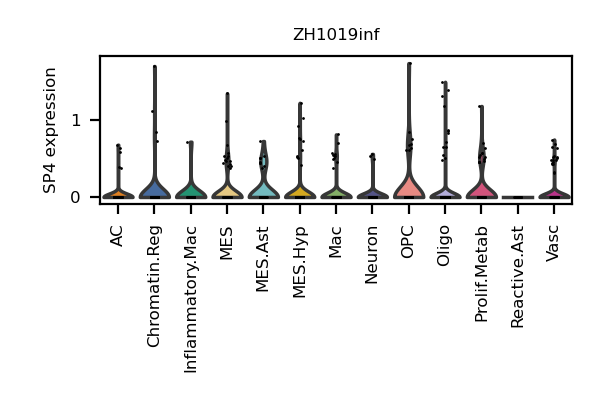 ZH1019inf
SP4 expression
1
0
AC
Chromatin.Reg
Inflammatory.Mac
MES
MES.Ast
MES.Hyp
Mac
Neuron
OPC
Oligo
Prolif.Metab
Reactive.Ast
Vasc